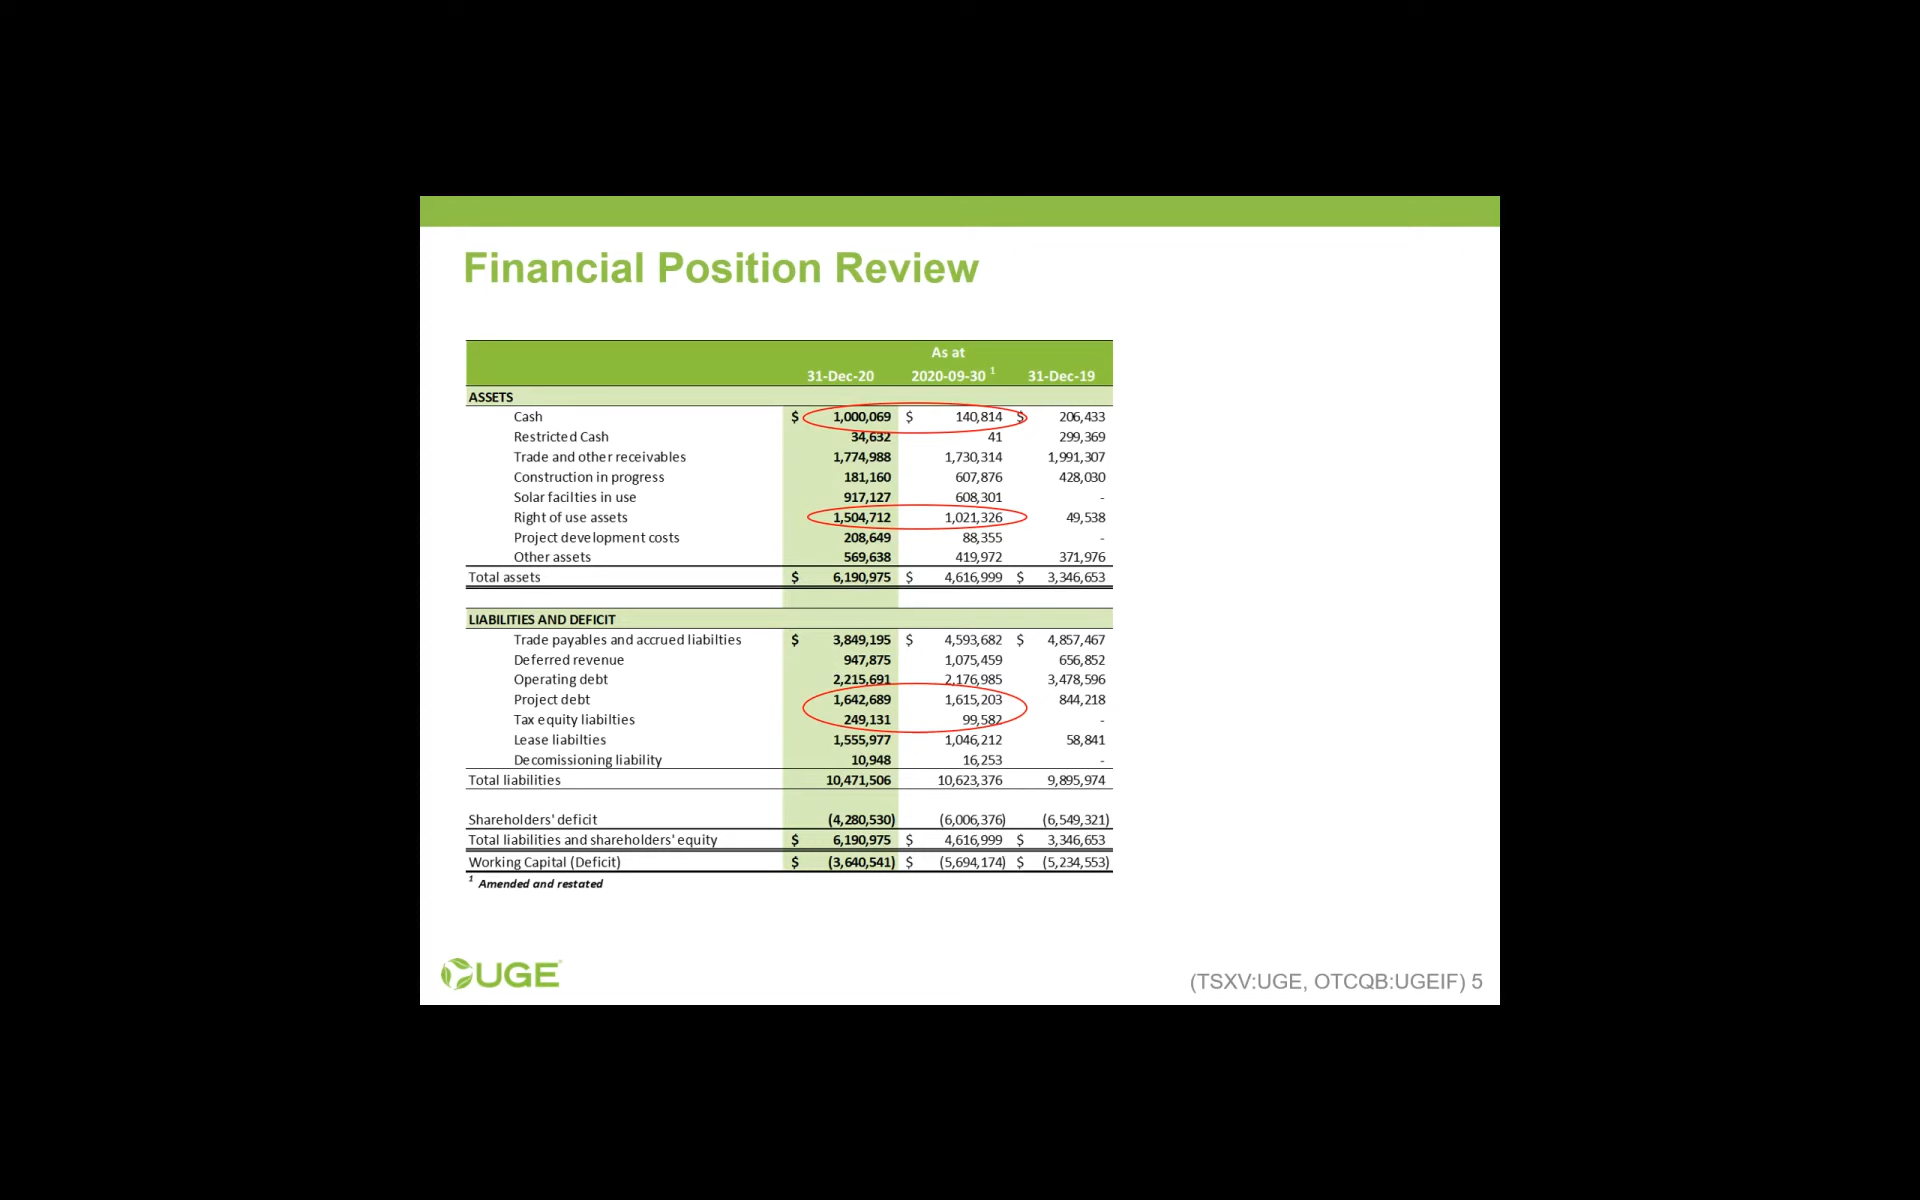 Financial Position Review
As at
31-Dec-20 2020-09-30 1 31-Dec-19
ASSETS
Cash $ 1,000,069 $ 140,814 $ 206,433
Restricted Cash 34,632 41 299,369
Trade and other receivables 1,774,988 1,730,314 1,991,307
Construction in progress 181,160 607,876 428,030
Solar facilties in use 917,127 608,301 -
Right of use assets 1,504,712 1,021,326 49,538
Project development costs 208,649 88,355 -
Other assets 569,638 419,972 371,976
Total assets $ 6,190,975 $ 4,616,999 $ 3,346,653
LIABILITIES AND DEFICIT
Trade payables and accrued liabilties $ 3,849,195 $ 4,593,682 $ 4,857,467
Deferred revenue 947,875 1,075,459 656,852
Operating debt 2,215,691 2,176,985 3,478,596
Project debt 1,642,689 1,615,203 844,218
Tax equity liabilties 249,131 99,582 -
Lease liabilties 1,555,977 1,046,212 58,841
Decomissioning liability 10,948 16,253 -
Total liabilities 10,471,506 10,623,376 9,895,974
Shareholders' deficit (4,280,530) (6,006,376) (6,549,321)
Total liabilities and shareholders' equity $ 6,190,975 $ 4,616,999 $ 3,346,653
Working Capital (Deficit) $ (3,640,541) $ (5,694,174) $ (5,234,553)
1 Amended and restated
UGE
(TSXV:UGE, OTCQB:UGEIF) 5